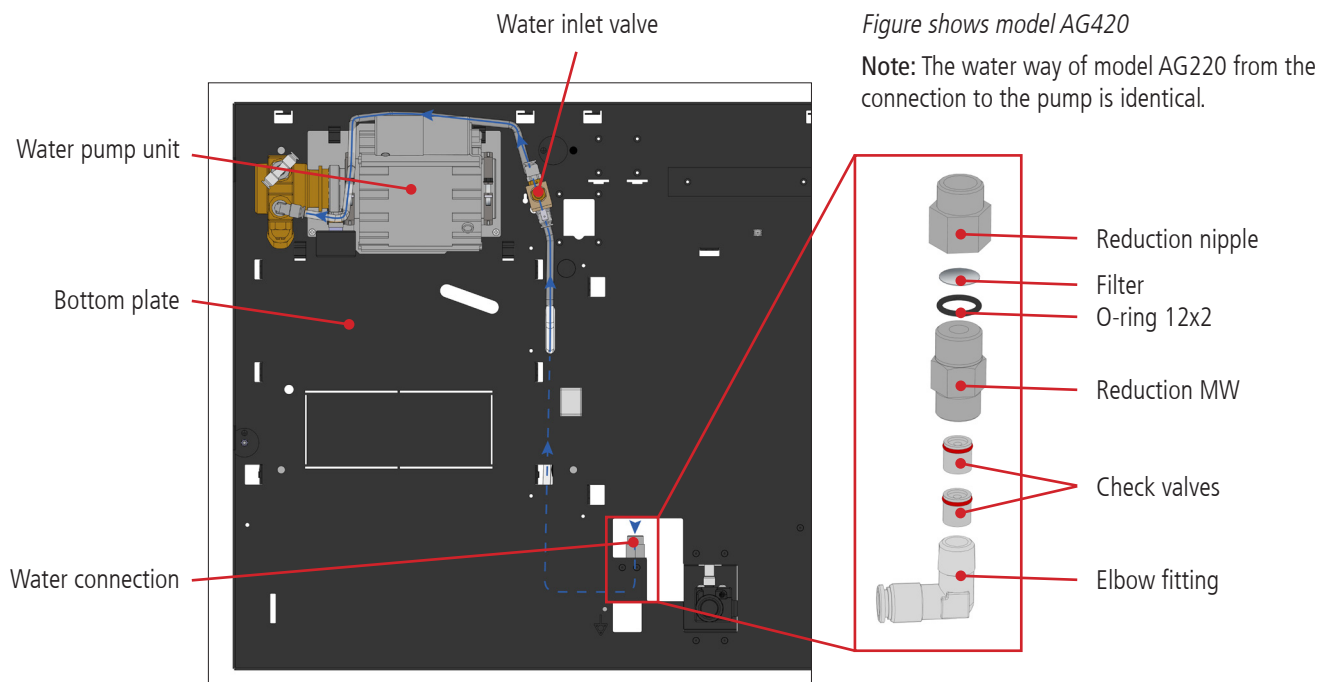 Water inlet valve
Figure shows model AG420
Note: The water way of model AG220 from the
connection to the pump is identical.
Water pump unit
Bottom plate
Water connection
Reduction nipple
Filter
O-ring 12x2
Reduction MW
Check valves
Elbow fitting